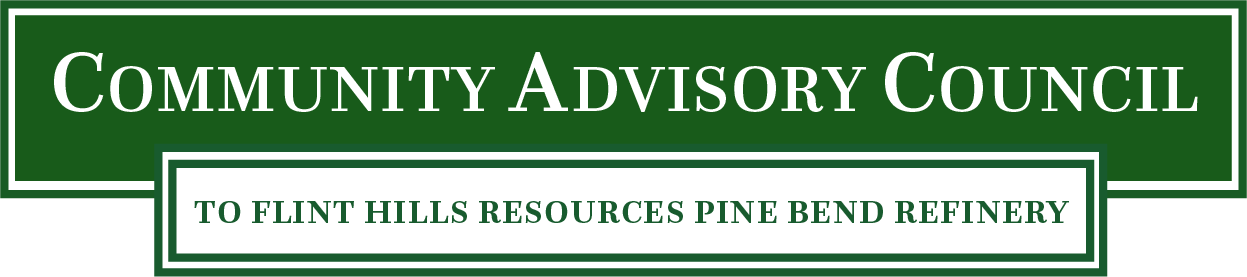 Community Advisory Council
TO FLINT HILLS RESOURCES PINE BEND REFINERY